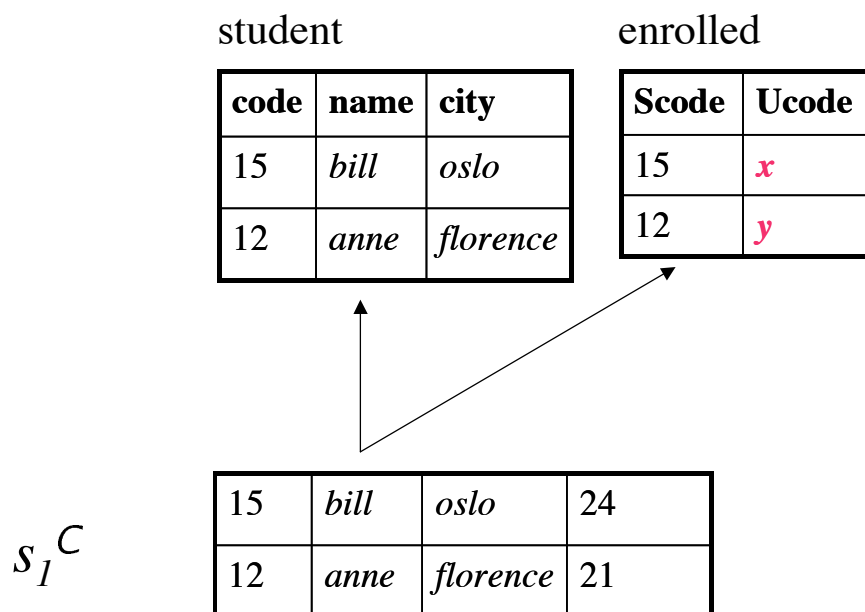 student enrolled
code name city Scode Ucode
15 bill oslo 15 x
12 anne florence 12 y
15 bill oslo 24
s1C
12 anne florence 21